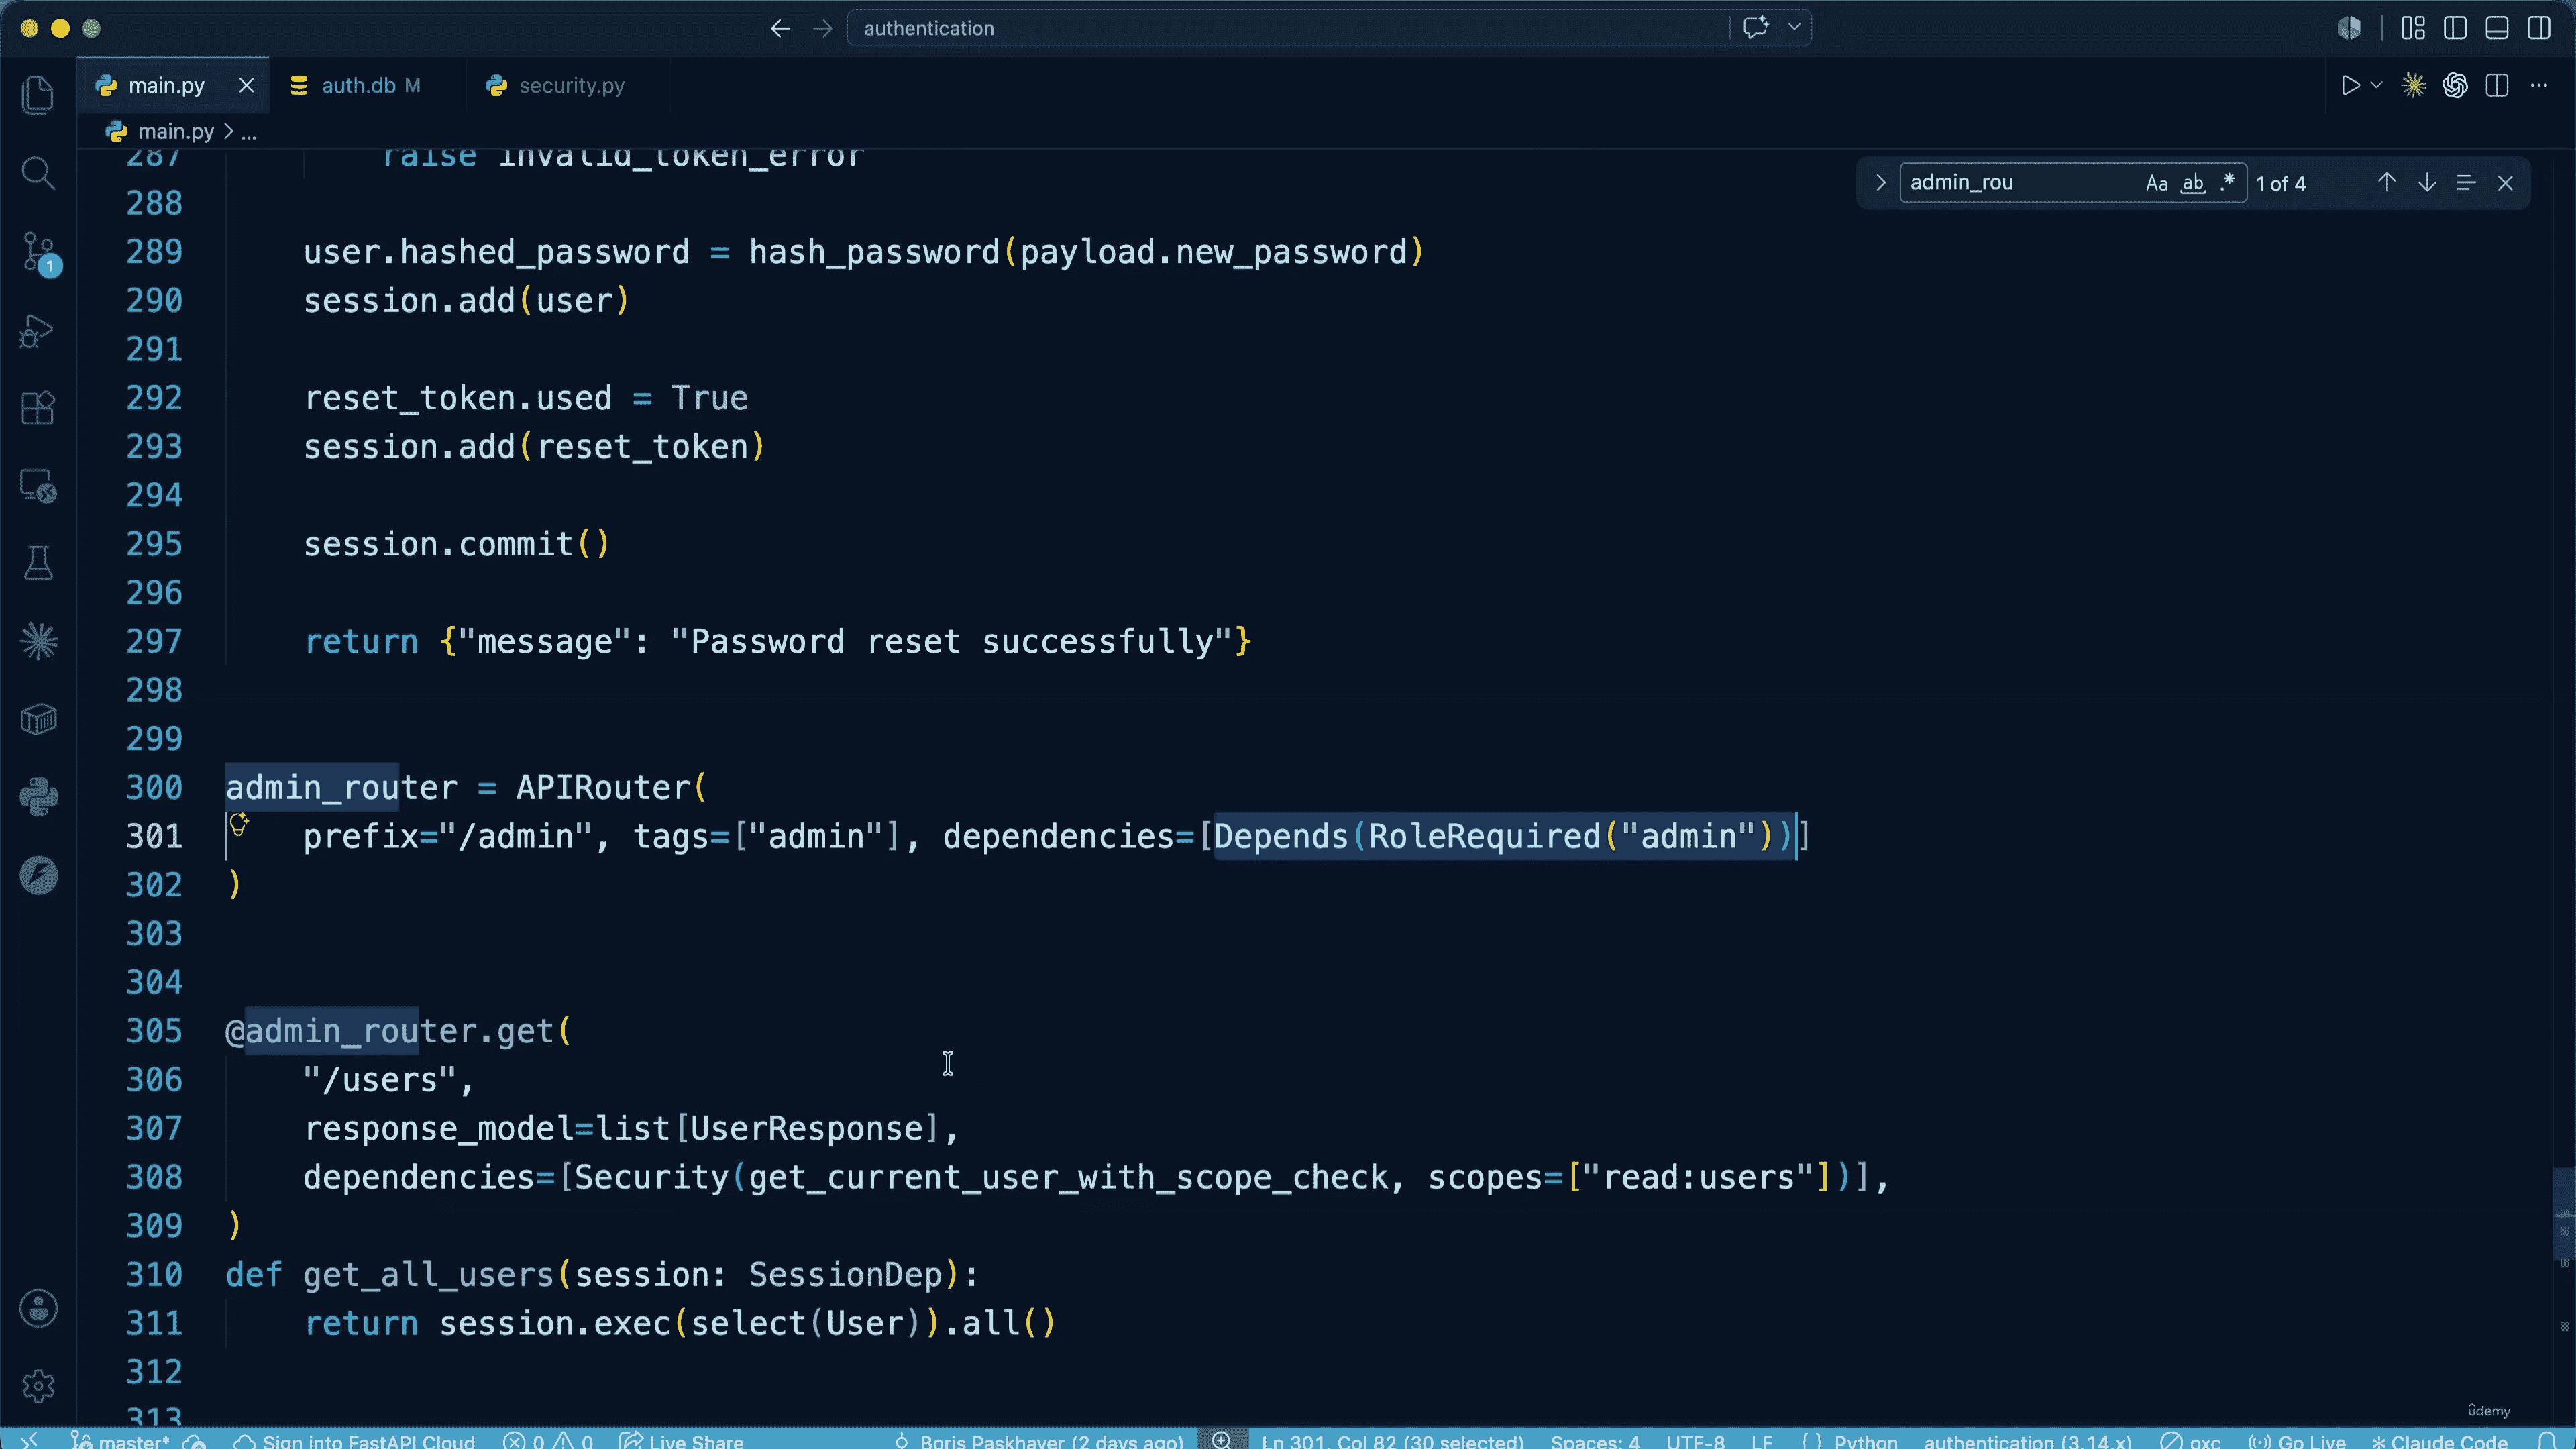 authentication
main.py
auth.db M
security.py
main.py > ...
admin_rou Aa ab .* 1 of 4
287 raise invalid_token_error
288
289 user.hashed_password = hash_password(payload.new_password)
290 session.add(user)
291
292 reset_token.used = True
293 session.add(reset_token)
294
295 session.commit()
296
297 return {"message": "Password reset successfully"}
298
299
300 admin_router = APIRouter(
301 prefix="/admin", tags=["admin"], dependencies=[Depends(RoleRequired("admin"))]
302 )
303
304
305 @admin_router.get(
306 "/users",
307 response_model=list[UserResponse],
308 dependencies=[Security(get_current_user_with_scope_check, scopes=["read:users"])],
309 )
310 def get_all_users(session: SessionDep):
311 return session.exec(select(User)).all()
312
313
1
ûdemy
master* Sign into FastAPI Cloud 0 0 Live Share Boris Paskhaver (2 days ago) Ln 301, Col 82 (30 selected) Spaces: 4 UTF-8 LF { } Python authentication (3.14.x) oxc Go Live Claude Code